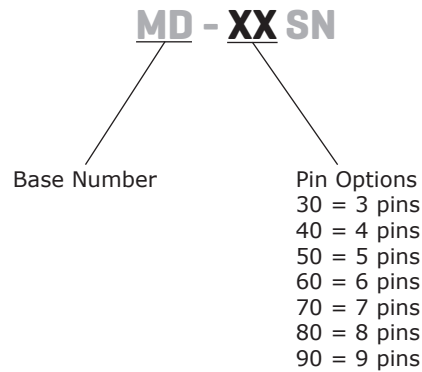 MD - XX SN
Base Number
Pin Options
30 = 3 pins
40 = 4 pins
50 = 5 pins
60 = 6 pins
70 = 7 pins
80 = 8 pins
90 = 9 pins